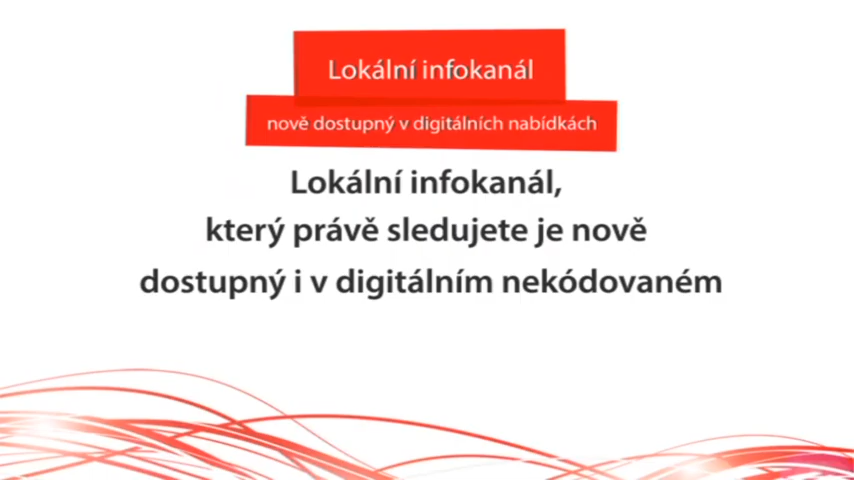 Lokální infokanál
nově dostupný v digitálních nabídkách
Lokální infokanál,
který právě sledujete je nově
dostupný i v digitálním nekódovaném